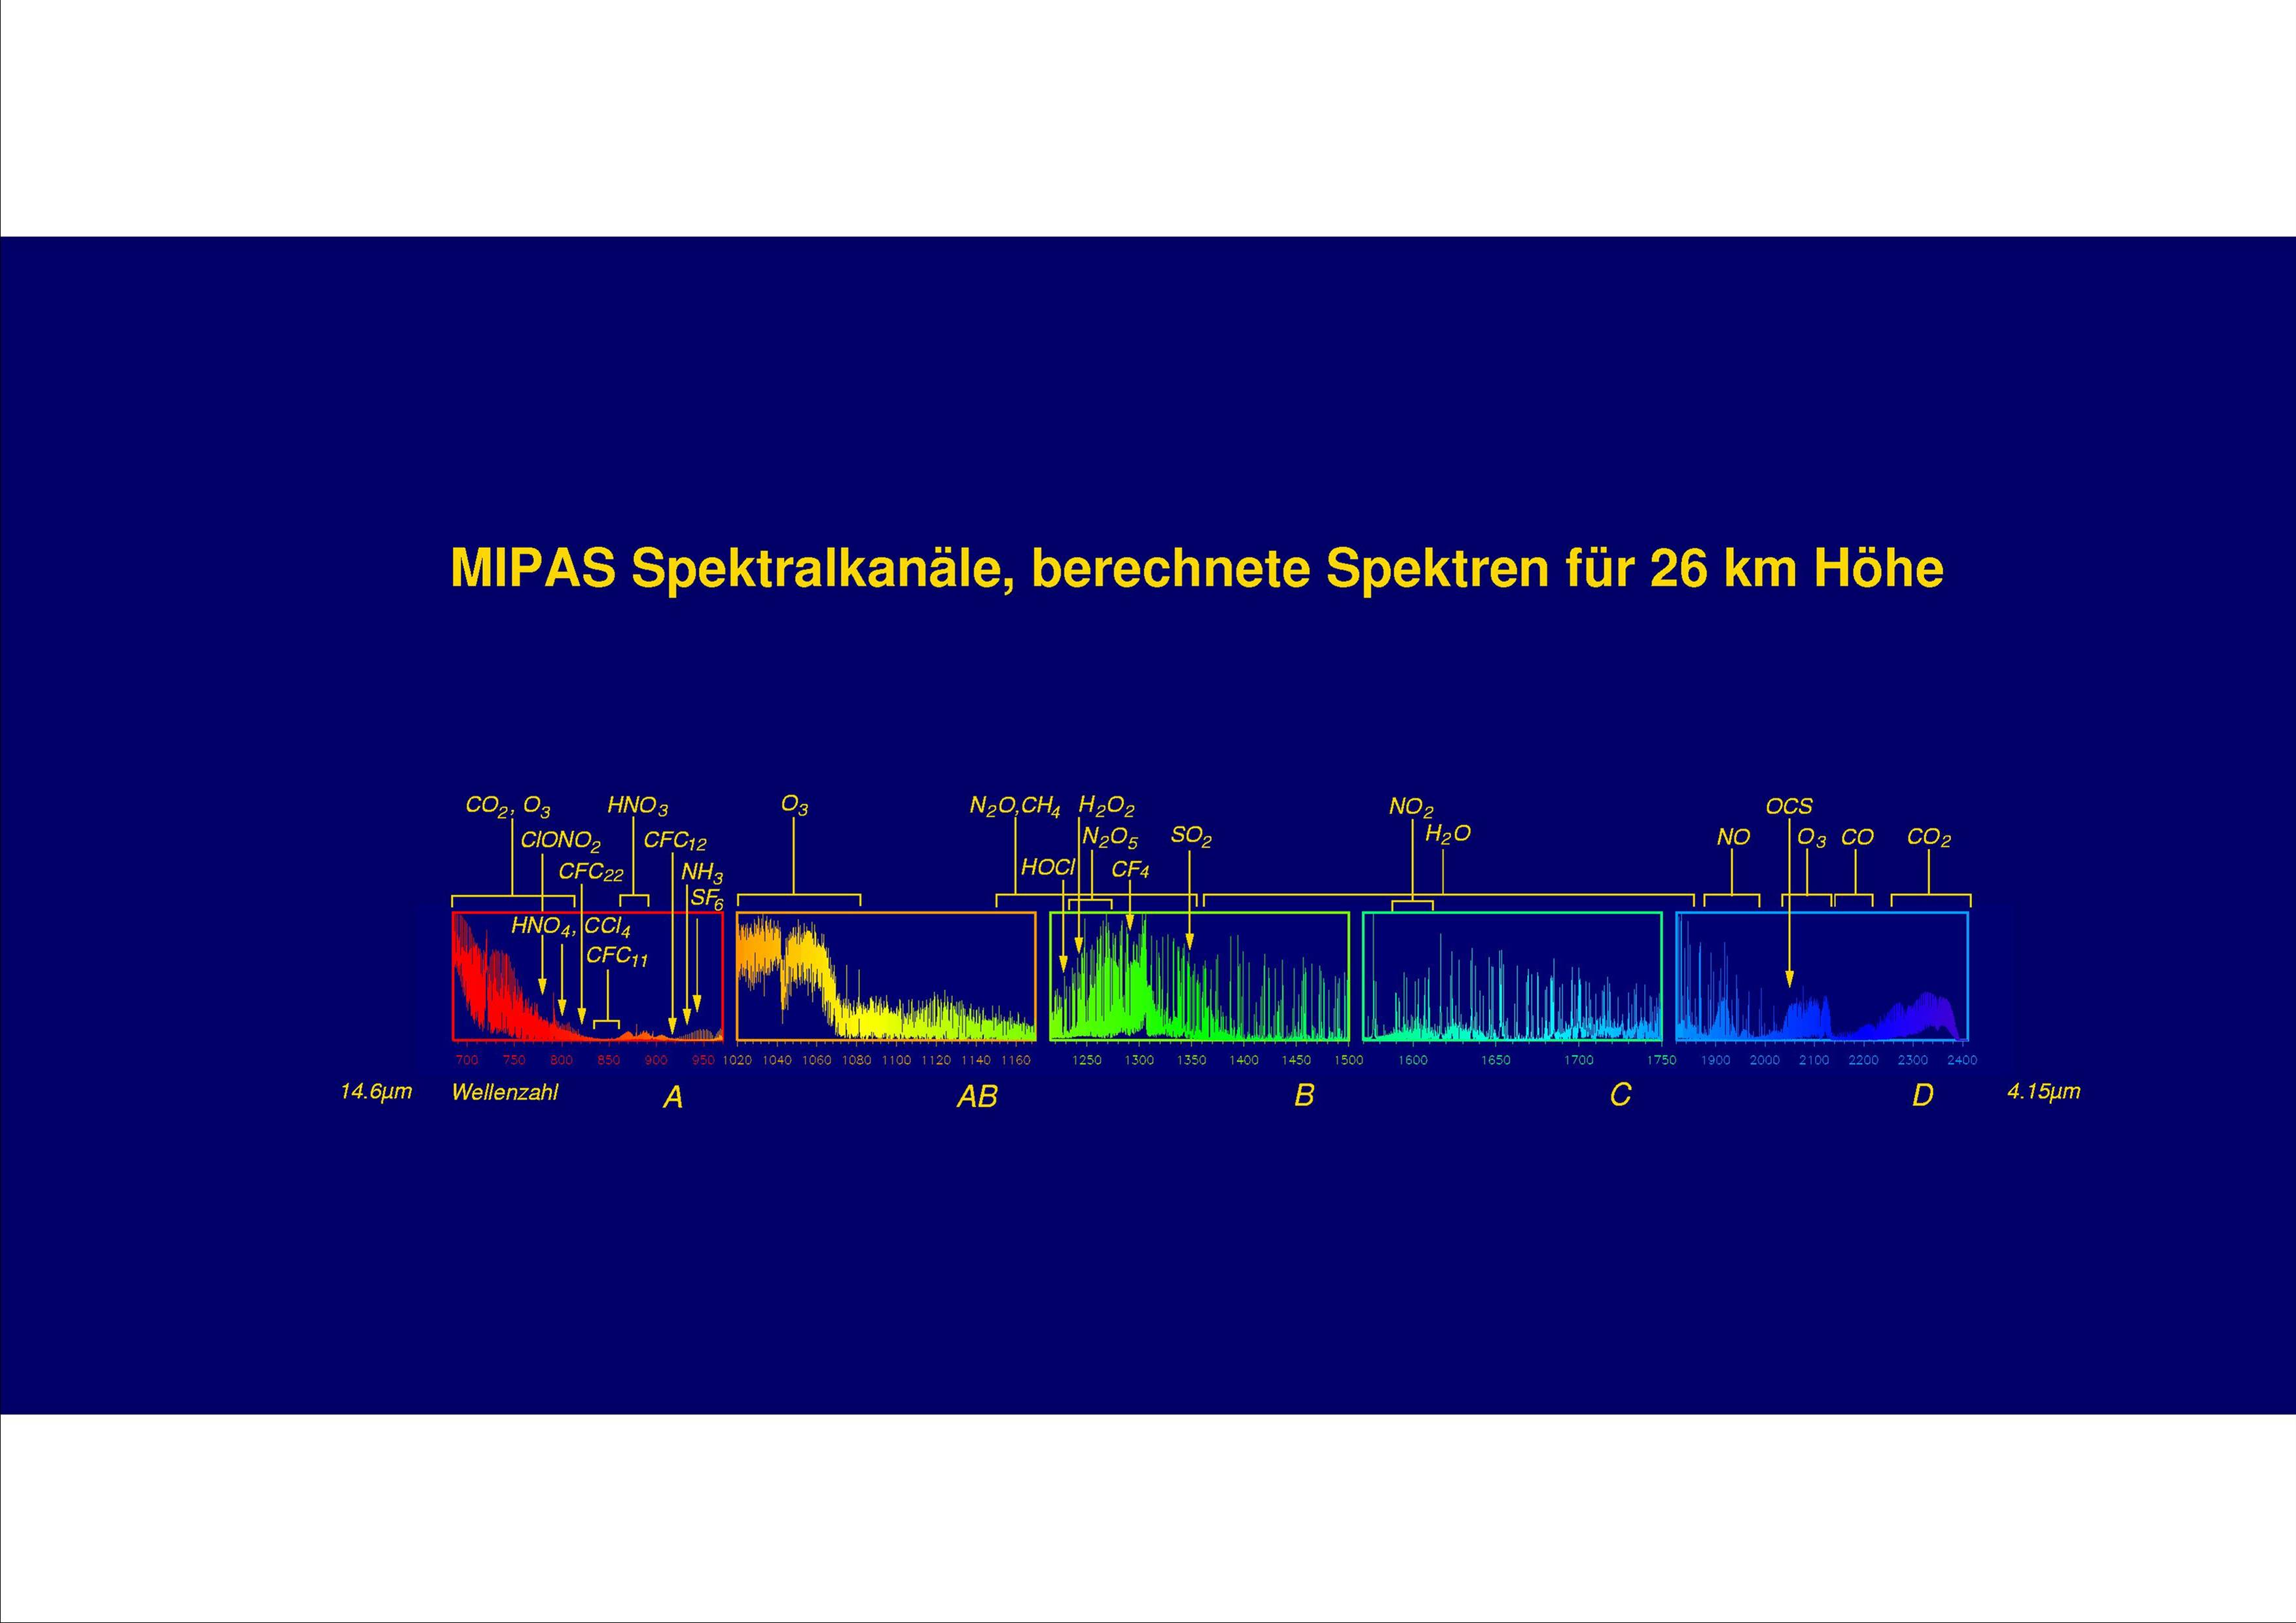 MIPAS Spektralkanäle, berechnete Spektren für 26 km Höhe
CO₂, O₃ HNO₃ O₃ N₂O,CH₄ H₂O₂ NO₂ OCS
ClONO₂ CFC₁₂ N₂O₅ SO₂ H₂O NO O₃ CO CO₂
CFC₂₂ NH₃ HOCl CF₄
SF₆
HNO₄, CCl₄
CFC₁₁
700 750 800 850 900 950 1020 1040 1060 1080 1100 1120 1140 1160 1250 1300 1350 1400 1450 1500 1600 1650 1700 1750 1900 2000 2100 2200 2300 2400
14.6µm Wellenzahl A AB B C D 4.15µm